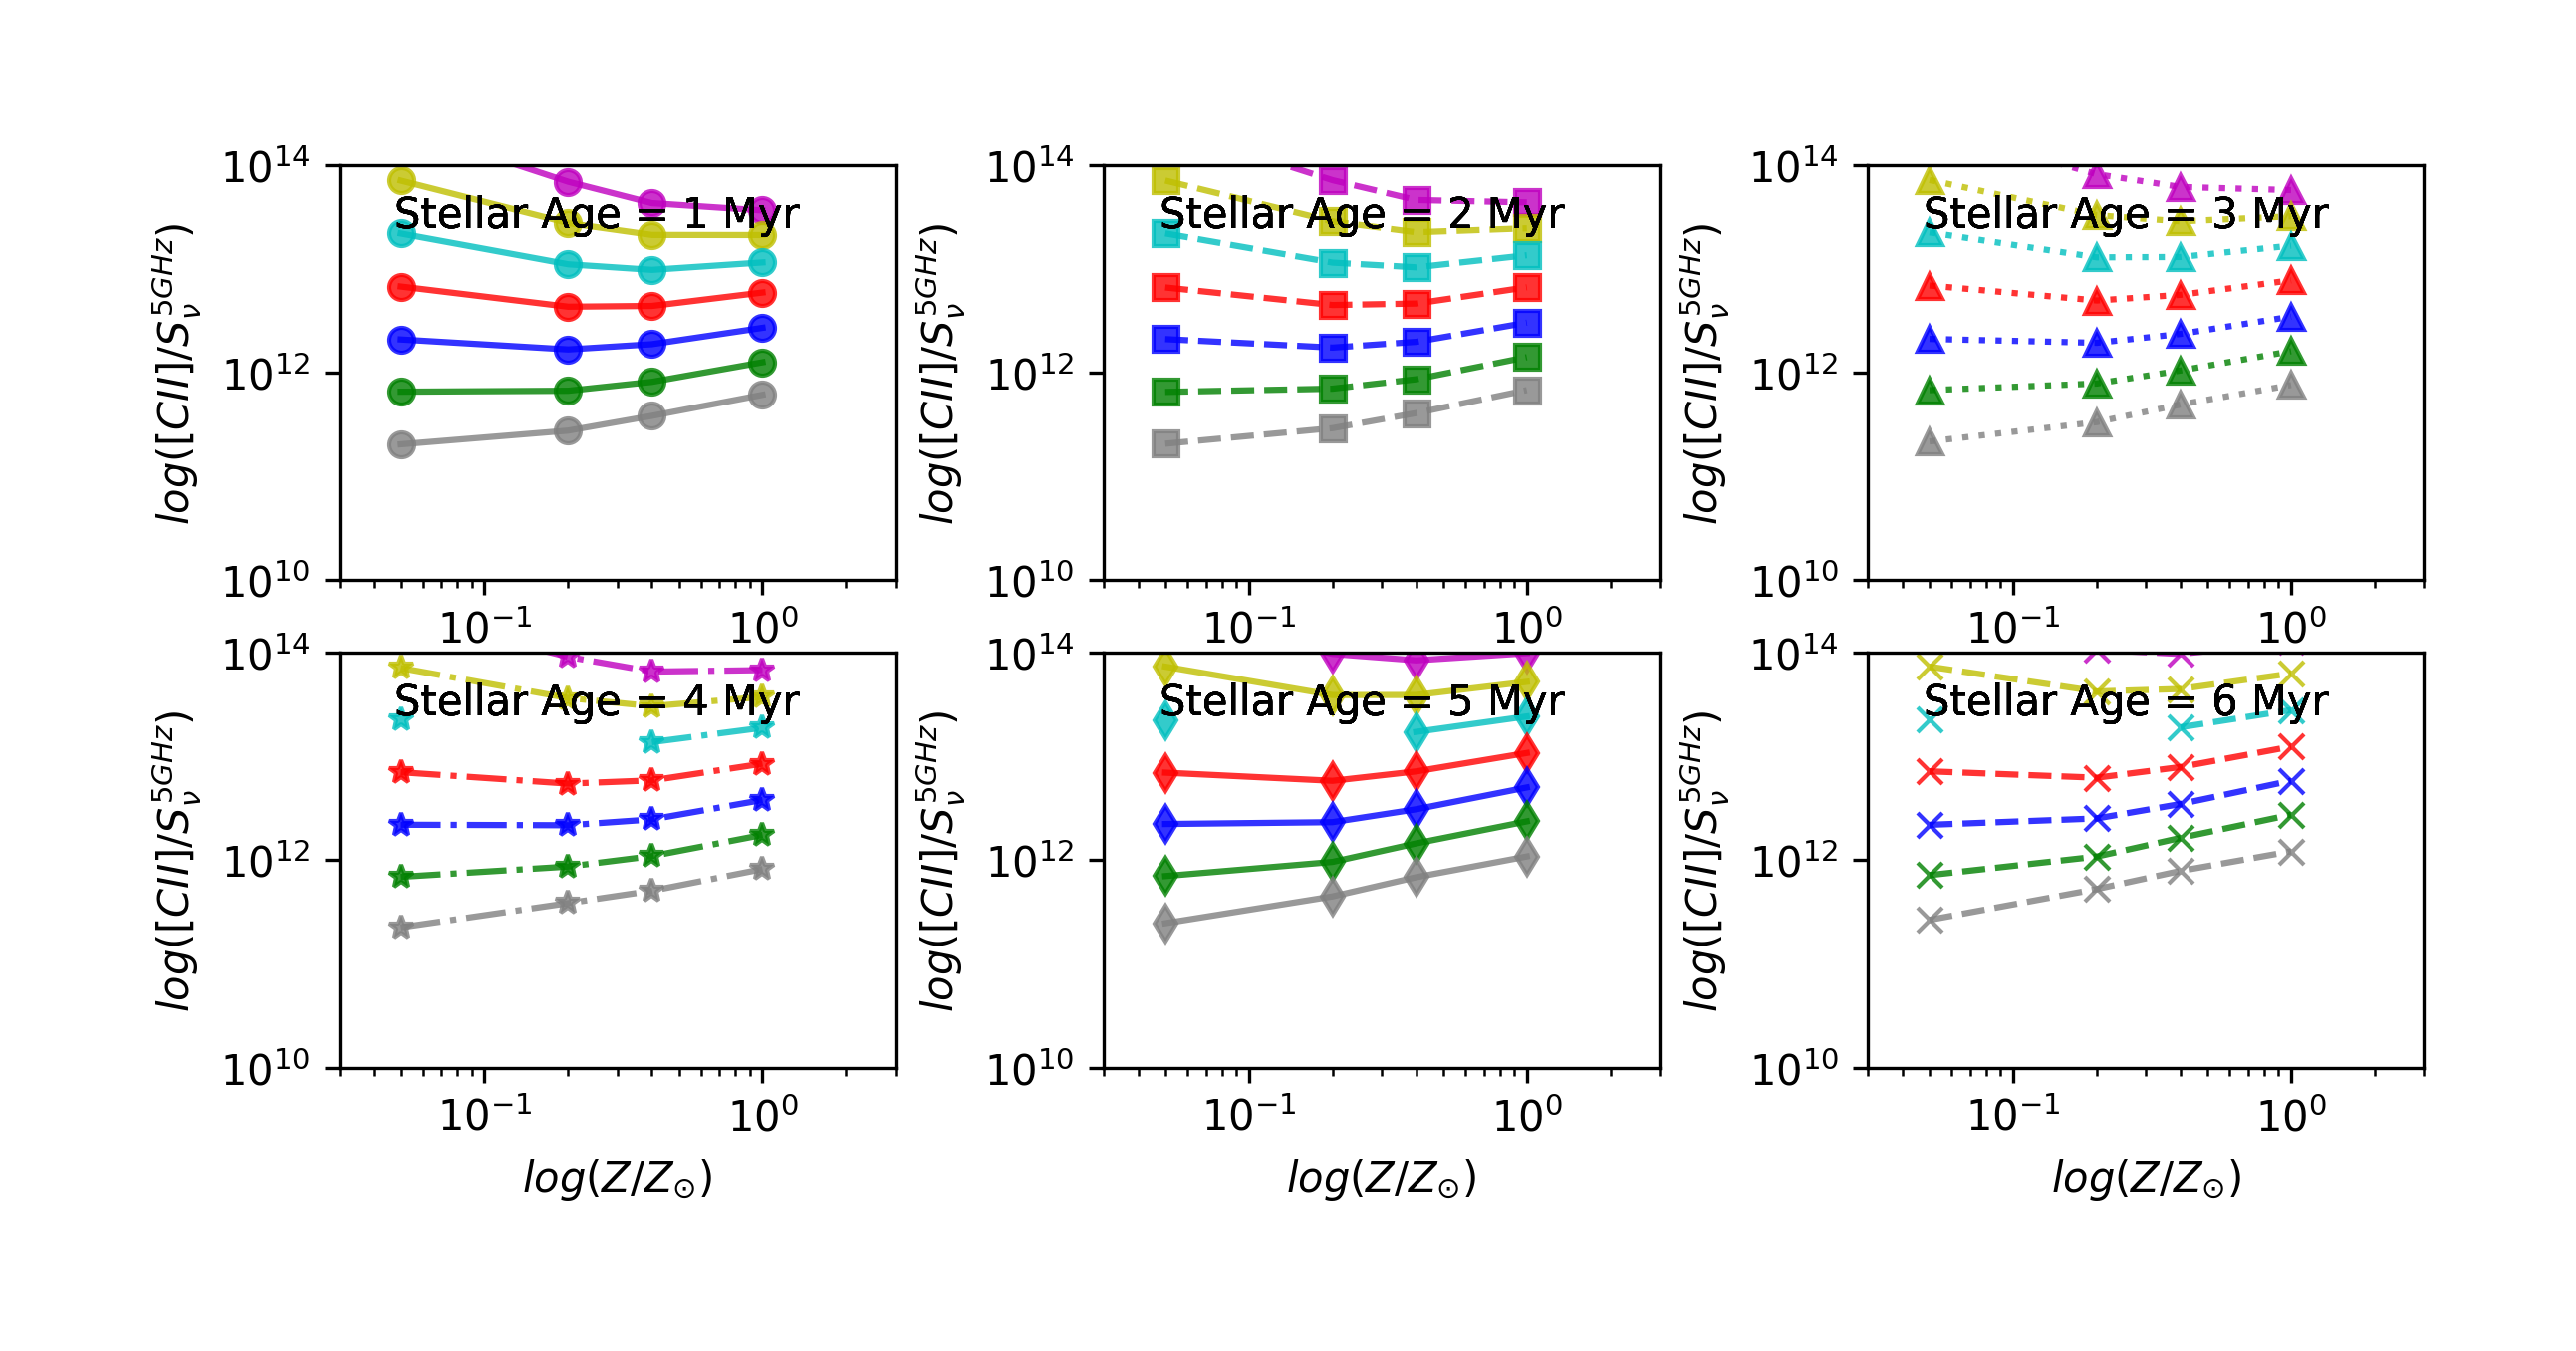 Stellar Age = 1 Myr
log([CII]/S_ν^{5GHz})
10^{14}
10^{12}
10^{10}
10^{−1}
10^{0}
Stellar Age = 2 Myr
log([CII]/S_ν^{5GHz})
10^{14}
10^{12}
10^{10}
10^{−1}
10^{0}
Stellar Age = 3 Myr
log([CII]/S_ν^{5GHz})
10^{14}
10^{12}
10^{10}
10^{−1}
10^{0}
Stellar Age = 4 Myr
log([CII]/S_ν^{5GHz})
10^{14}
10^{12}
10^{10}
10^{−1}
10^{0}
log(Z/Z_⊙)
Stellar Age = 5 Myr
log([CII]/S_ν^{5GHz})
10^{14}
10^{12}
10^{10}
10^{−1}
10^{0}
log(Z/Z_⊙)
Stellar Age = 6 Myr
log([CII]/S_ν^{5GHz})
10^{14}
10^{12}
10^{10}
10^{−1}
10^{0}
log(Z/Z_⊙)